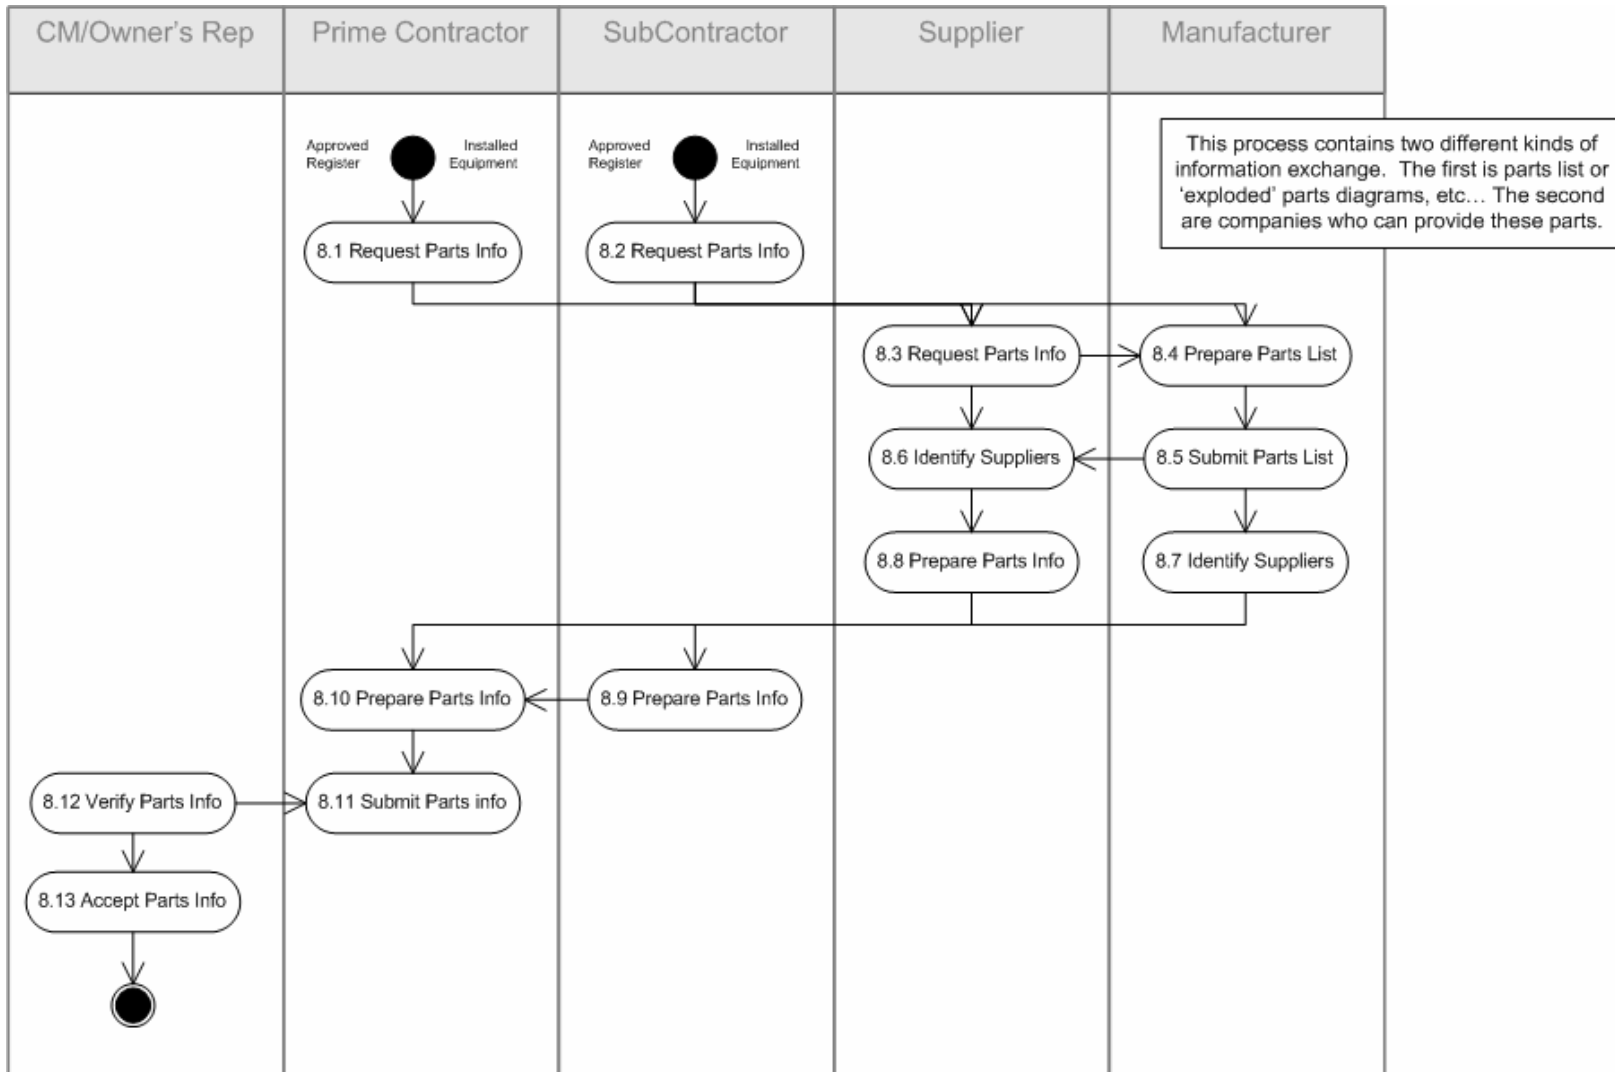 CM/Owner's Rep
Prime Contractor
SubContractor
Supplier
Manufacturer
Approved
Register
Installed
Equipment
Approved
Register
Installed
Equipment
This process contains two different kinds of
information exchange.  The first is parts list or
‘exploded’ parts diagrams, etc... The second
are companies who can provide these parts.
8.1 Request Parts Info
8.2 Request Parts Info
8.3 Request Parts Info
8.4 Prepare Parts List
8.6 Identify Suppliers
8.5 Submit Parts List
8.8 Prepare Parts Info
8.7 Identify Suppliers
8.10 Prepare Parts Info
8.9 Prepare Parts Info
8.12 Verify Parts Info
8.11 Submit Parts info
8.13 Accept Parts Info